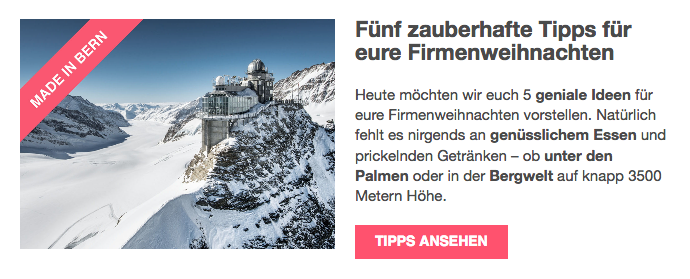 MADE IN BERN
Fünf zauberhafte Tipps für
eure Firmenweihnachten
Heute möchten wir euch 5 geniale Ideen für
eure Firmenweihnachten vorstellen. Natürlich
fehlt es nirgends an genüsslichem Essen und
prickelnden Getränken – ob unter den
Palmen oder in der Bergwelt auf knapp 3500
Metern Höhe.
TIPPS ANSEHEN